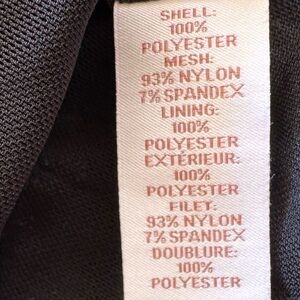 SHELL:
100%
POLYESTER
MESH:
93% NYLON
7% SPANDEX
LINING:
100%
POLYESTER
EXTÉRIEUR:
100%
POLYESTER
FILET:
93% NYLON
7% SPANDEX
DOUBLURE:
100%
POLYESTER